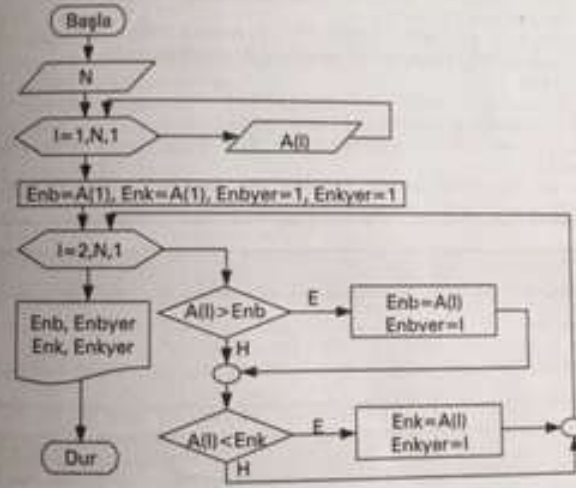 Başla
N
I=1,N,1
A(I)
Enb=A(1), Enk=A(1), Enbyer=1, Enkyer=1
I=2,N,1
A(I)>Enb
E
Enb=A(I)
Enbyer=I
Enb, Enbyer
Enk, Enkyer
H
A(I)<Enk
E
Enk=A(I)
Enkyer=I
H
Dur